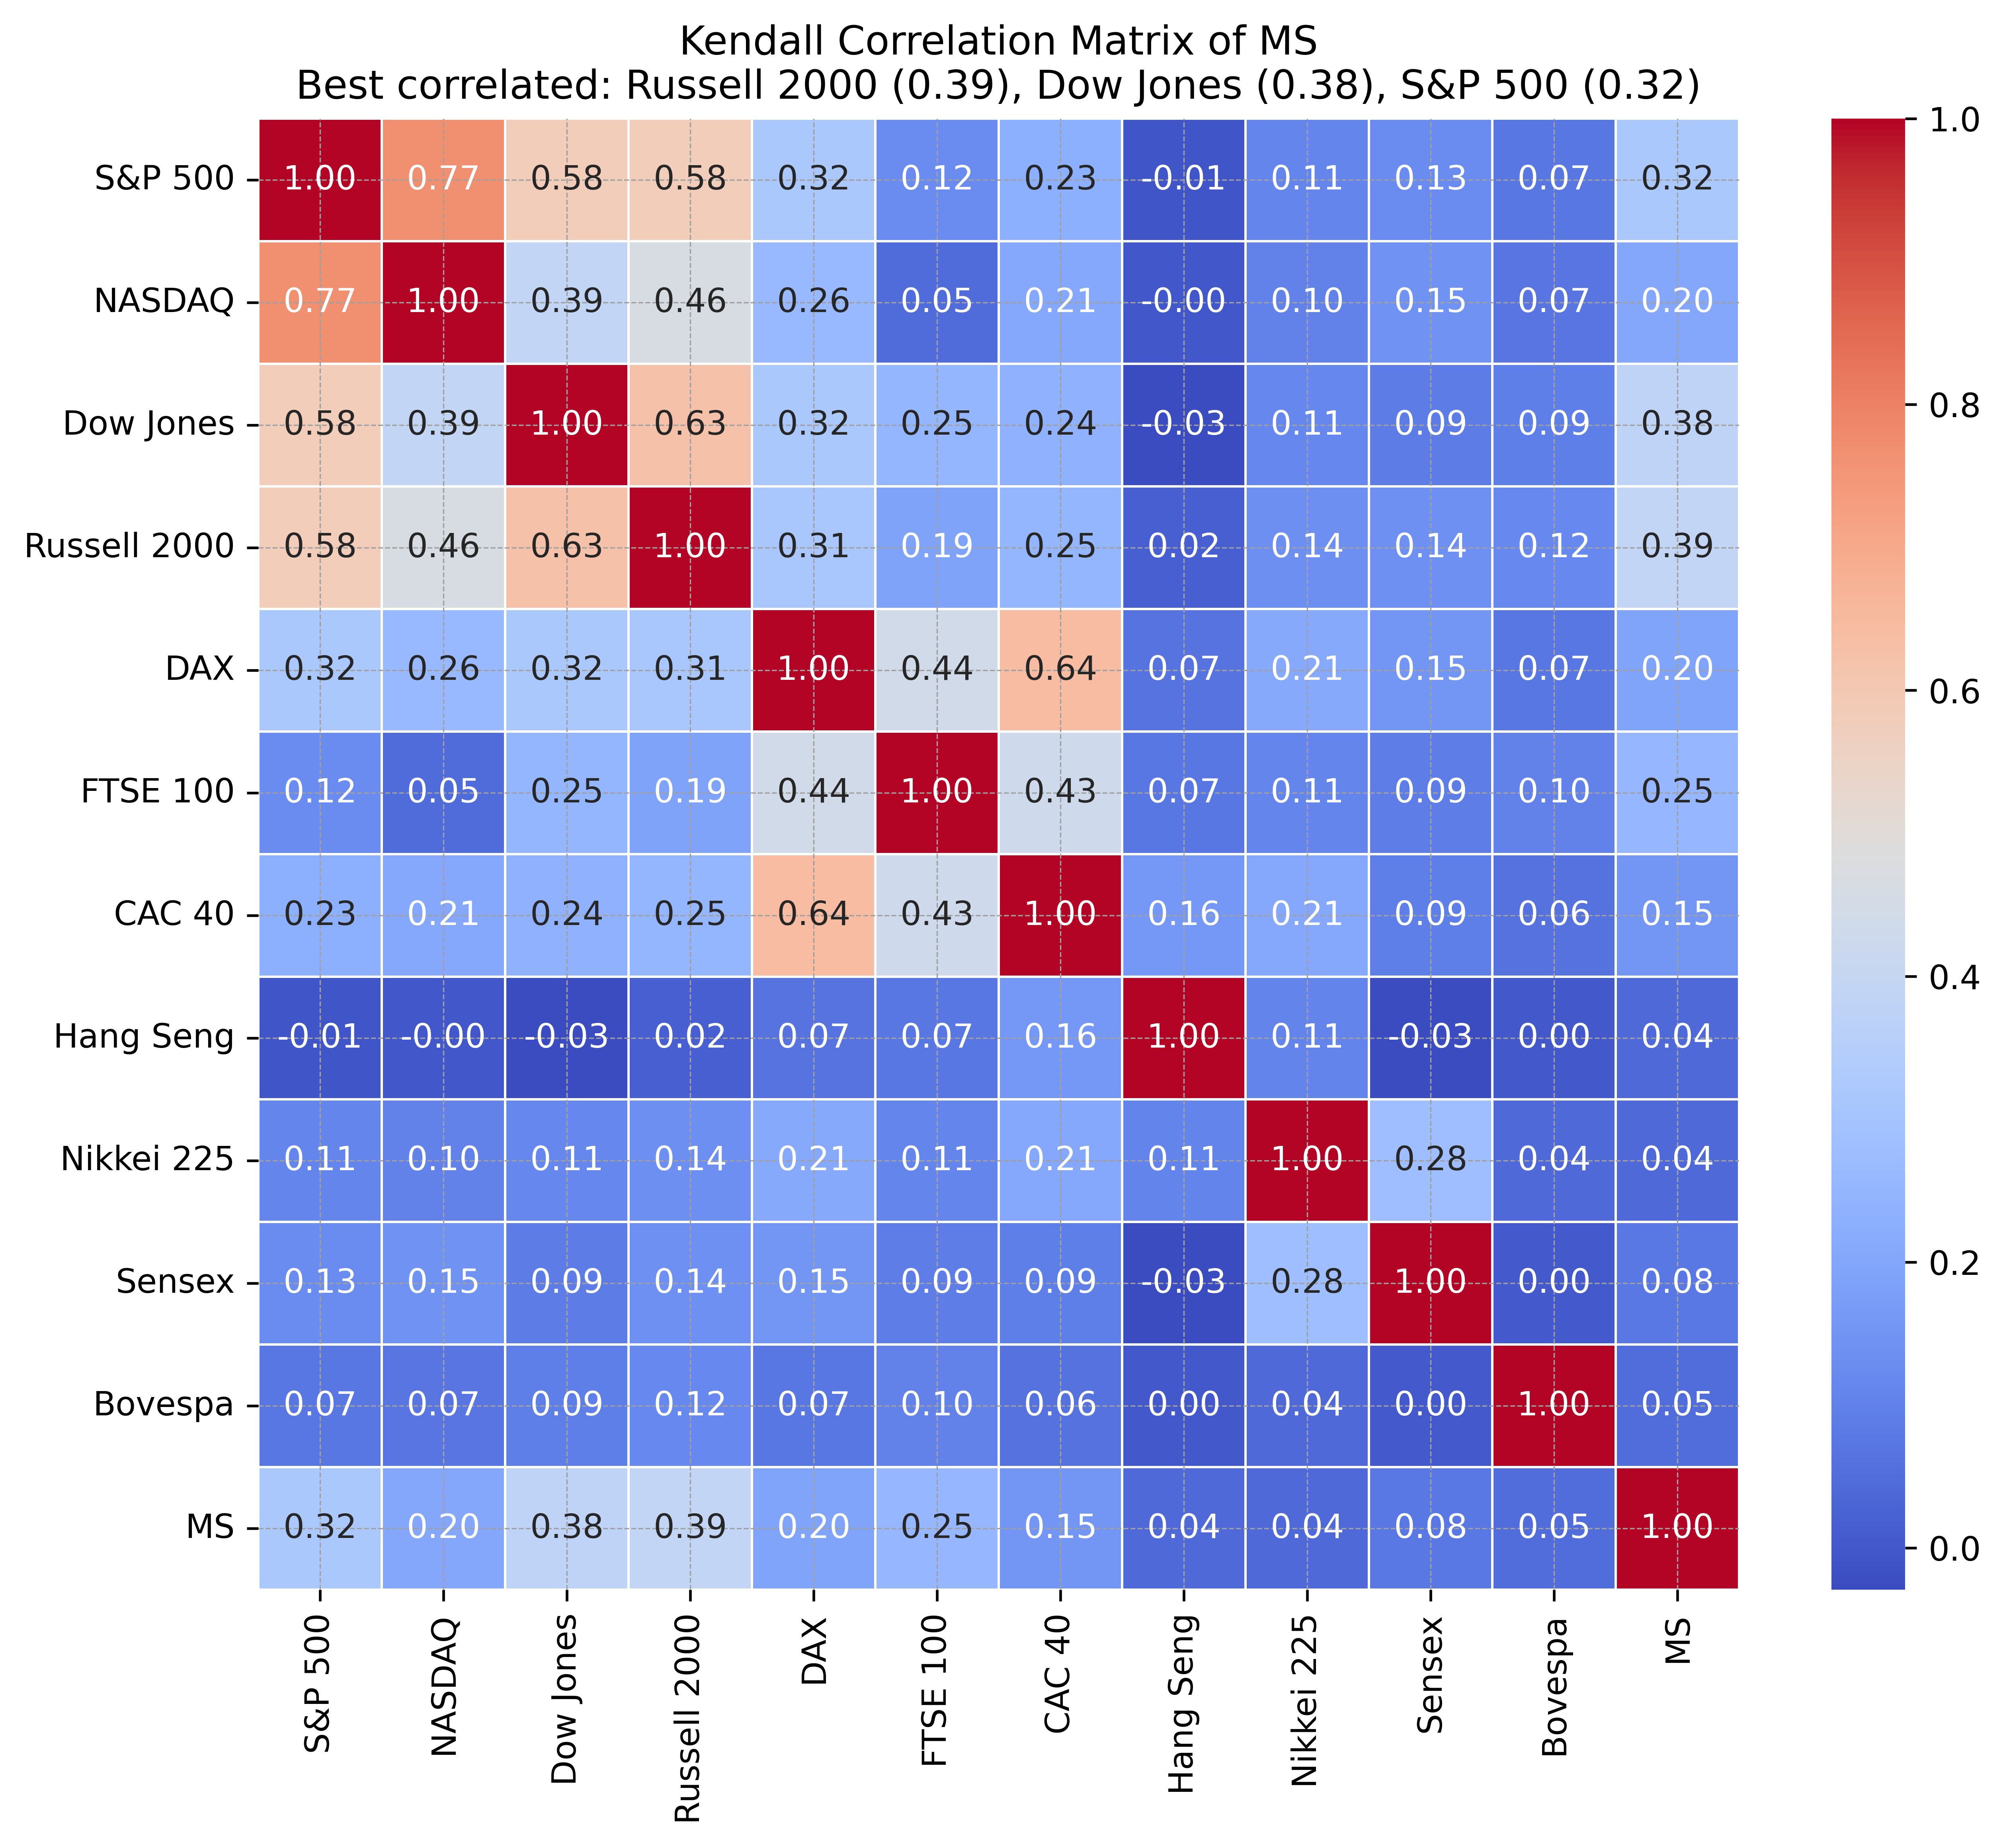 Kendall Correlation Matrix of MS
Best correlated: Russell 2000 (0.39), Dow Jones (0.38), S&P 500 (0.32)
S&P 500 1.00 0.77 0.58 0.58 0.32 0.12 0.23 -0.01 0.11 0.13 0.07 0.32
NASDAQ 0.77 1.00 0.39 0.46 0.26 0.05 0.21 -0.00 0.10 0.15 0.07 0.20
Dow Jones 0.58 0.39 1.00 0.63 0.32 0.25 0.24 -0.03 0.11 0.09 0.09 0.38
Russell 2000 0.58 0.46 0.63 1.00 0.31 0.19 0.25 0.02 0.14 0.14 0.12 0.39
DAX 0.32 0.26 0.32 0.31 1.00 0.44 0.64 0.07 0.21 0.15 0.07 0.20
FTSE 100 0.12 0.05 0.25 0.19 0.44 1.00 0.43 0.07 0.11 0.09 0.10 0.25
CAC 40 0.23 0.21 0.24 0.25 0.64 0.43 1.00 0.16 0.21 0.09 0.06 0.15
Hang Seng -0.01 -0.00 -0.03 0.02 0.07 0.07 0.16 1.00 0.11 -0.03 0.00 0.04
Nikkei 225 0.11 0.10 0.11 0.14 0.21 0.11 0.21 0.11 1.00 0.28 0.04 0.04
Sensex 0.13 0.15 0.09 0.14 0.15 0.09 0.09 -0.03 0.28 1.00 0.00 0.08
Bovespa 0.07 0.07 0.09 0.12 0.07 0.10 0.06 0.00 0.04 0.00 1.00 0.05
MS 0.32 0.20 0.38 0.39 0.20 0.25 0.15 0.04 0.04 0.08 0.05 1.00
S&P 500
NASDAQ
Dow Jones
Russell 2000
DAX
FTSE 100
CAC 40
Hang Seng
Nikkei 225
Sensex
Bovespa
MS
1.0
0.8
0.6
0.4
0.2
0.0